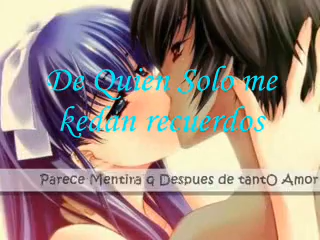 De Quien Solo me
kedan recuerdos
Parece Mentira q Despues de tantO Amor